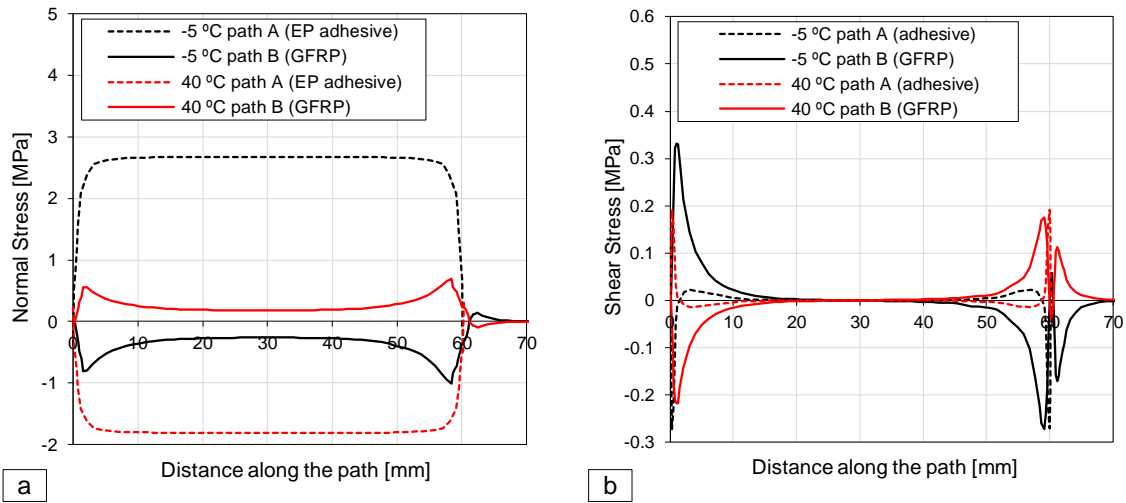 5
4
3
2
1
0
-1
-2
Normal Stress [MPa]
-5 ºC path A (EP adhesive)
-5 ºC path B (GFRP)
40 ºC path A (EP adhesive)
40 ºC path B (GFRP)
0 10 20 30 40 50 60 70
Distance along the path [mm]
a
0.6
0.5
0.4
0.3
0.2
0.1
0
-0.1
-0.2
-0.3
Shear Stress [MPa]
-5 ºC path A (adhesive)
-5 ºC path B (GFRP)
40 ºC path A (adhesive)
40 ºC path B (GFRP)
0 10 20 30 40 50 60 70
Distance along the path [mm]
b